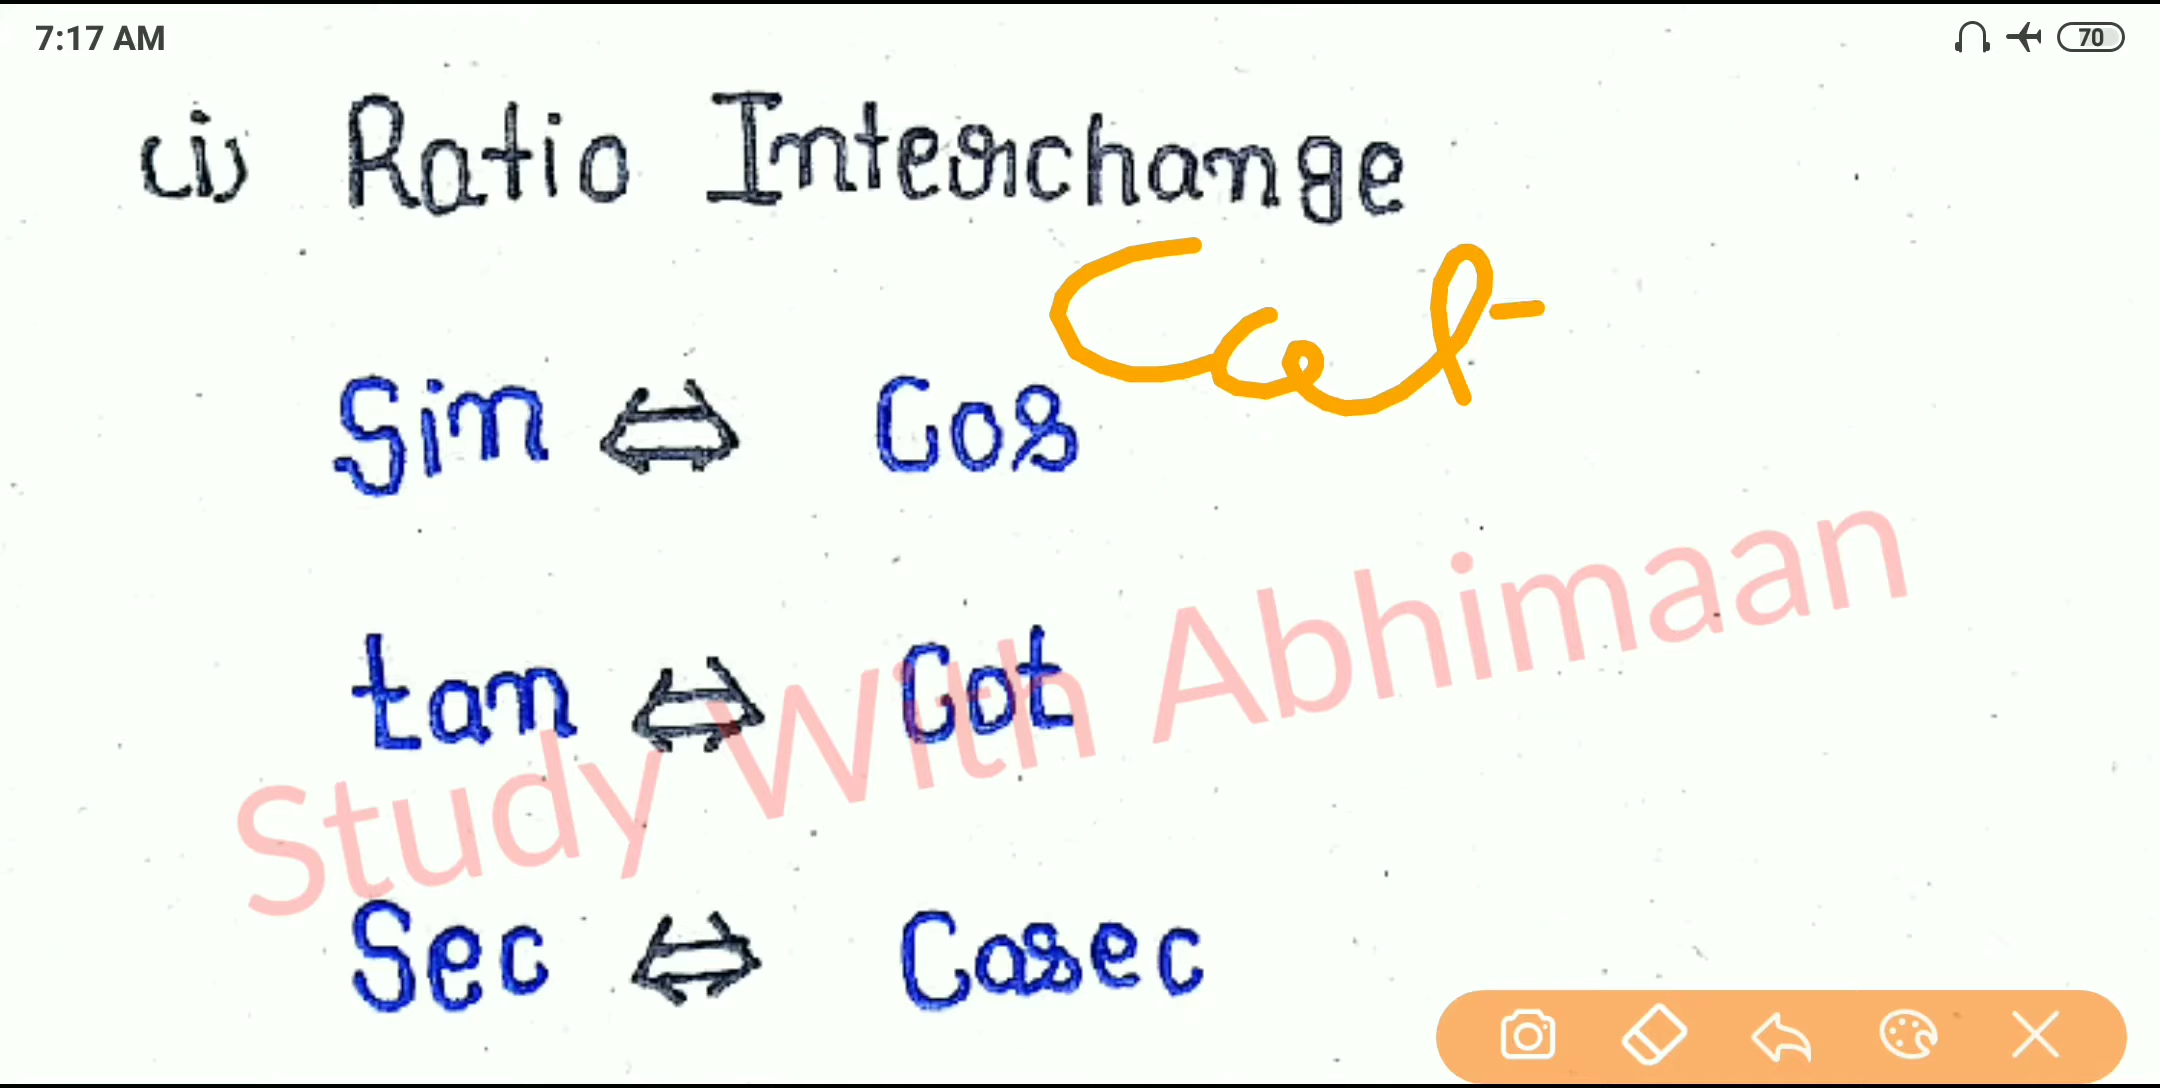 7:17 AM 70
(i) Ratio Interchange
Sin ⇔ Cos
tan ⇔ Cot
Sec ⇔ Cosec
Study With Abhimaan